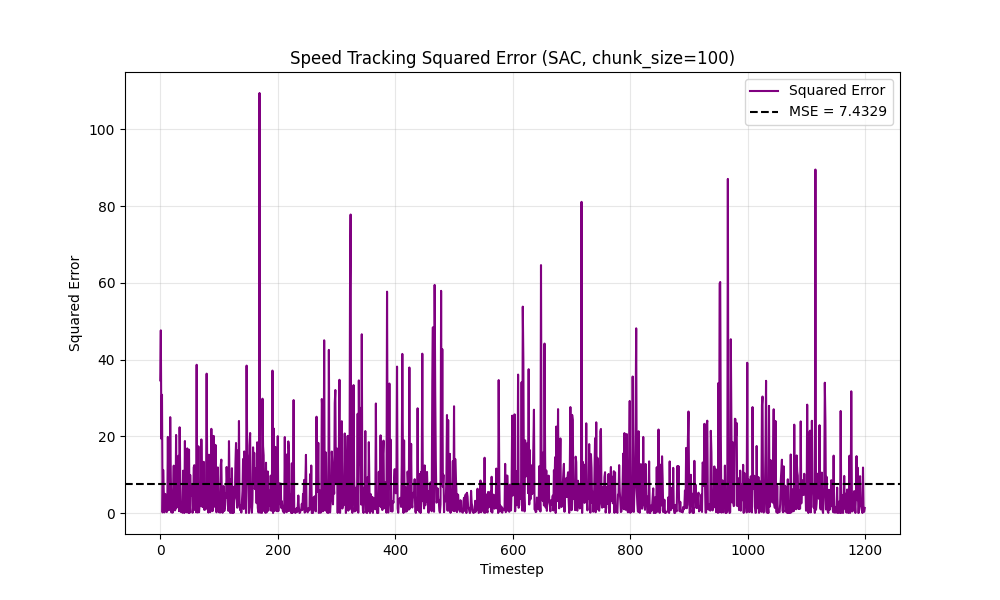 Speed Tracking Squared Error (SAC, chunk_size=100)
Squared Error
MSE = 7.4329
Squared Error
100
80
60
40
20
0
0 200 400 600 800 1000 1200
Timestep